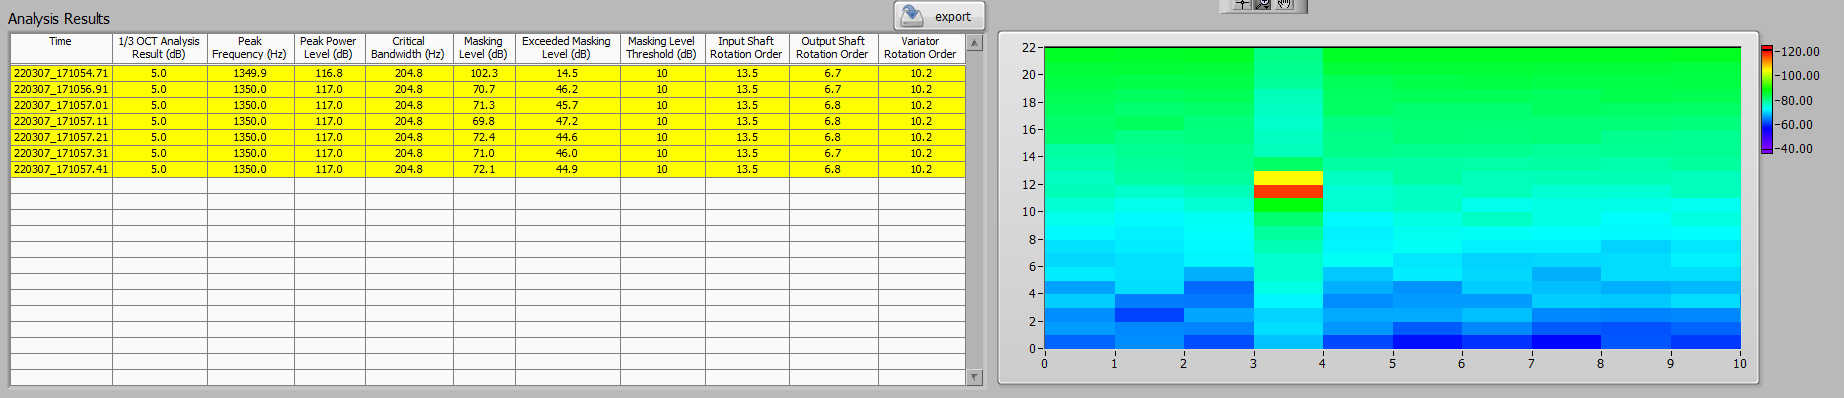 Analysis Results
export
Time 1/3 OCT Analysis Result (dB) Peak Frequency (Hz) Peak Power Level (dB) Critical Bandwidth (Hz) Masking Level (dB) Exceeded Masking Level (dB) Masking Level Threshold (dB) Input Shaft Rotation Order Output Shaft Rotation Order Variator Rotation Order
220307_171054.71 5.0 1349.9 116.8 204.8 102.3 14.5 10 13.5 6.7 10.2
220307_171056.91 5.0 1350.0 117.0 204.8 70.7 46.2 10 13.5 6.7 10.2
220307_171057.01 5.0 1350.0 117.0 204.8 71.3 45.7 10 13.5 6.8 10.2
220307_171057.11 5.0 1350.0 117.0 204.8 69.8 47.2 10 13.5 6.8 10.2
220307_171057.21 5.0 1350.0 117.0 204.8 72.4 44.6 10 13.5 6.8 10.2
220307_171057.31 5.0 1350.0 117.0 204.8 71.0 46.0 10 13.5 6.7 10.2
220307_171057.41 5.0 1350.0 117.0 204.8 72.1 44.9 10 13.5 6.8 10.2
22
20
18
16
14
12
10
8
6
4
2
0
0 1 2 3 4 5 6 7 8 9 10
120.00
100.00
80.00
60.00
40.00